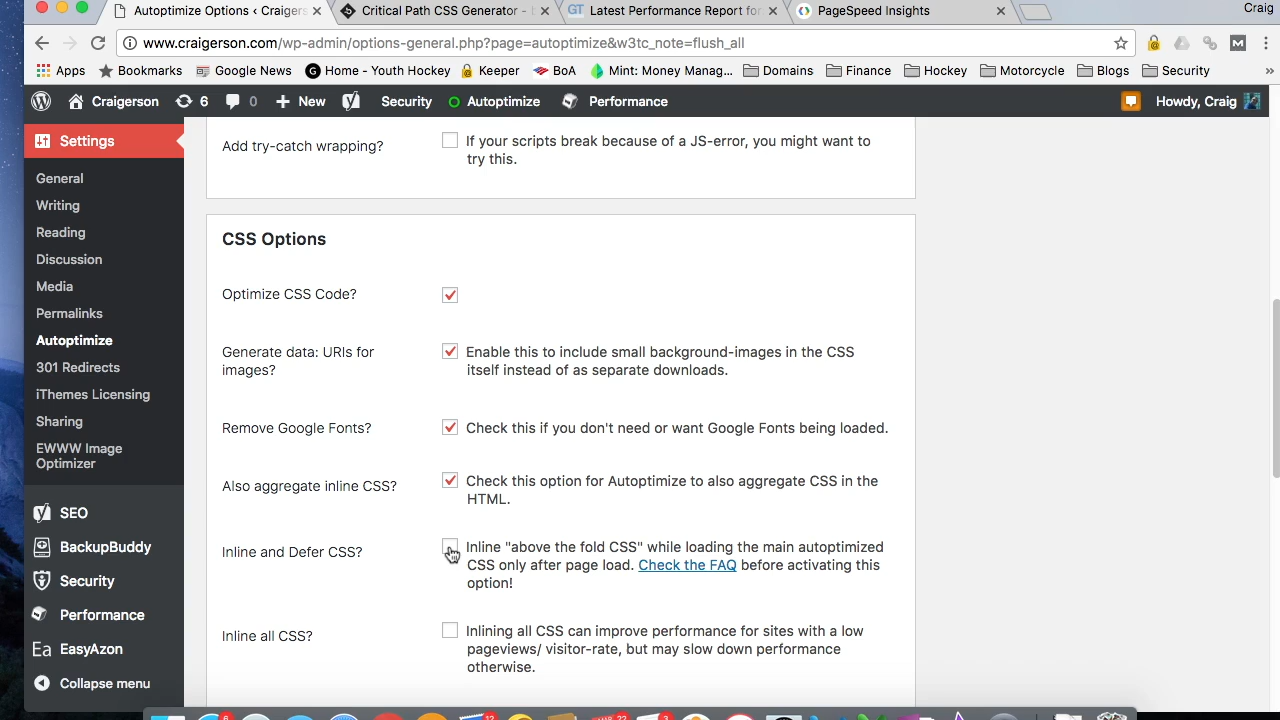 Autoptimize Options ‹ Craigers
Critical Path CSS Generator -
GT Latest Performance Report for
PageSpeed Insights
Craig
www.craigerson.com/wp-admin/options-general.php?page=autoptimize&w3tc_note=flush_all
Apps
Bookmarks
Google News
Home - Youth Hockey
Keeper
BoA
Mint: Money Manag...
Domains
Finance
Hockey
Motorcycle
Blogs
Security
»
Craigerson
6
0
New
Security
Autoptimize
Performance
Howdy, Craig
Settings
General
Writing
Reading
Discussion
Media
Permalinks
Autoptimize
301 Redirects
iThemes Licensing
Sharing
EWWW Image
Optimizer
SEO
BackupBuddy
Security
Performance
Ea EasyAzon
Collapse menu
Add try-catch wrapping?
If your scripts break because of a JS-error, you might want to
try this.
CSS Options
Optimize CSS Code?
Generate data: URIs for
images?
Enable this to include small background-images in the CSS
itself instead of as separate downloads.
Remove Google Fonts?
Check this if you don't need or want Google Fonts being loaded.
Also aggregate inline CSS?
Check this option for Autoptimize to also aggregate CSS in the
HTML.
Inline and Defer CSS?
Inline "above the fold CSS" while loading the main autoptimized
CSS only after page load. Check the FAQ before activating this
option!
Inline all CSS?
Inlining all CSS can improve performance for sites with a low
pageviews/ visitor-rate, but may slow down performance
otherwise.
6
12
22
3